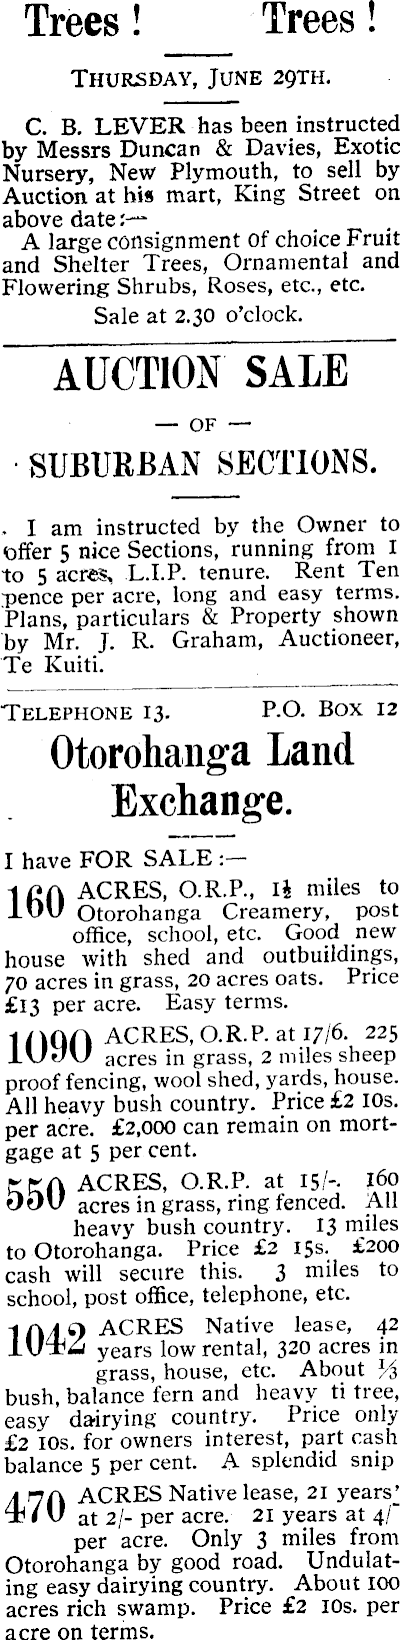 Trees ! Trees !
THURSDAY, JUNE 29TH.
C. B. LEVER has been instructed
by Messrs Duncan & Davies, Exotic
Nursery, New Plymouth, to sell by
Auction at his mart, King Street on
above date :—
A large consignment of choice Fruit
and Shelter Trees, Ornamental and
Flowering Shrubs, Roses, etc., etc.
Sale at 2.30 o'clock.
AUCTION SALE
— OF —
SUBURBAN SECTIONS.
I am instructed by the Owner to
offer 5 nice Sections, running from 1
to 5 acres, L.I.P. tenure. Rent Ten
pence per acre, long and easy terms.
Plans, particulars & Property shown
by Mr. J. R. Graham, Auctioneer,
Te Kuiti.
TELEPHONE 13. P.O. BOX 12
Otorohanga Land
Exchange.
I have FOR SALE :—
160 ACRES, O.R.P., 1½ miles to
Otorohanga Creamery, post
office, school, etc. Good new
house with shed and outbuildings,
70 acres in grass, 20 acres oats. Price
£13 per acre. Easy terms.
1090 ACRES, O.R.P. at 17/6. 225
acres in grass, 2 miles sheep
proof fencing, wool shed, yards, house.
All heavy bush country. Price £2 10s.
per acre. £2,000 can remain on mort-
gage at 5 per cent.
550 ACRES, O.R.P. at 15/-. 160
acres in grass, ring fenced. All
heavy bush country. 13 miles
to Otorohanga. Price £2 15s. £200
cash will secure this. 3 miles to
school, post office, telephone, etc.
1042 ACRES Native lease, 42
years low rental, 320 acres in
grass, house, etc. About ⅓
bush, balance fern and heavy ti tree,
easy dairying country. Price only
£2 10s. for owners interest, part cash
balance 5 per cent. A splendid snip
470 ACRES Native lease, 21 years'
at 2/- per acre. 21 years at 4/-
per acre. Only 3 miles from
Otorohanga by good road. Undulat-
ing easy dairying country. About 100
acres rich swamp. Price £2 10s. per
acre on terms.